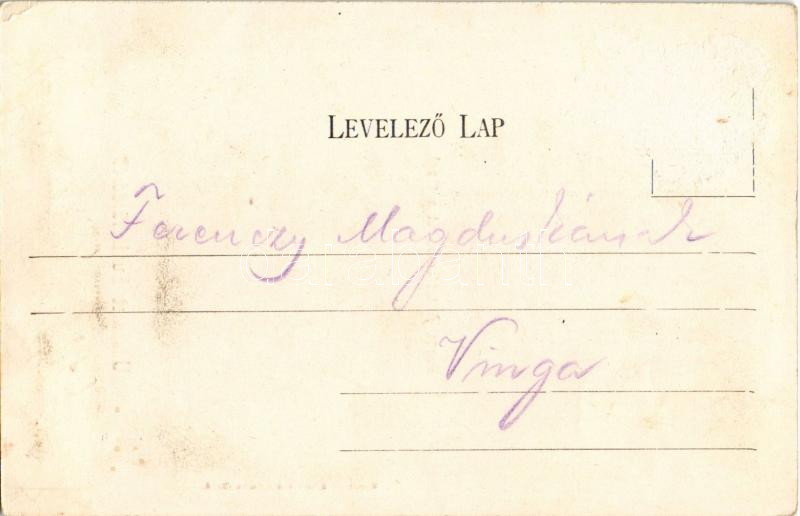 LEVELEZŐ LAP
Ferenczy Magduskának
Vinga